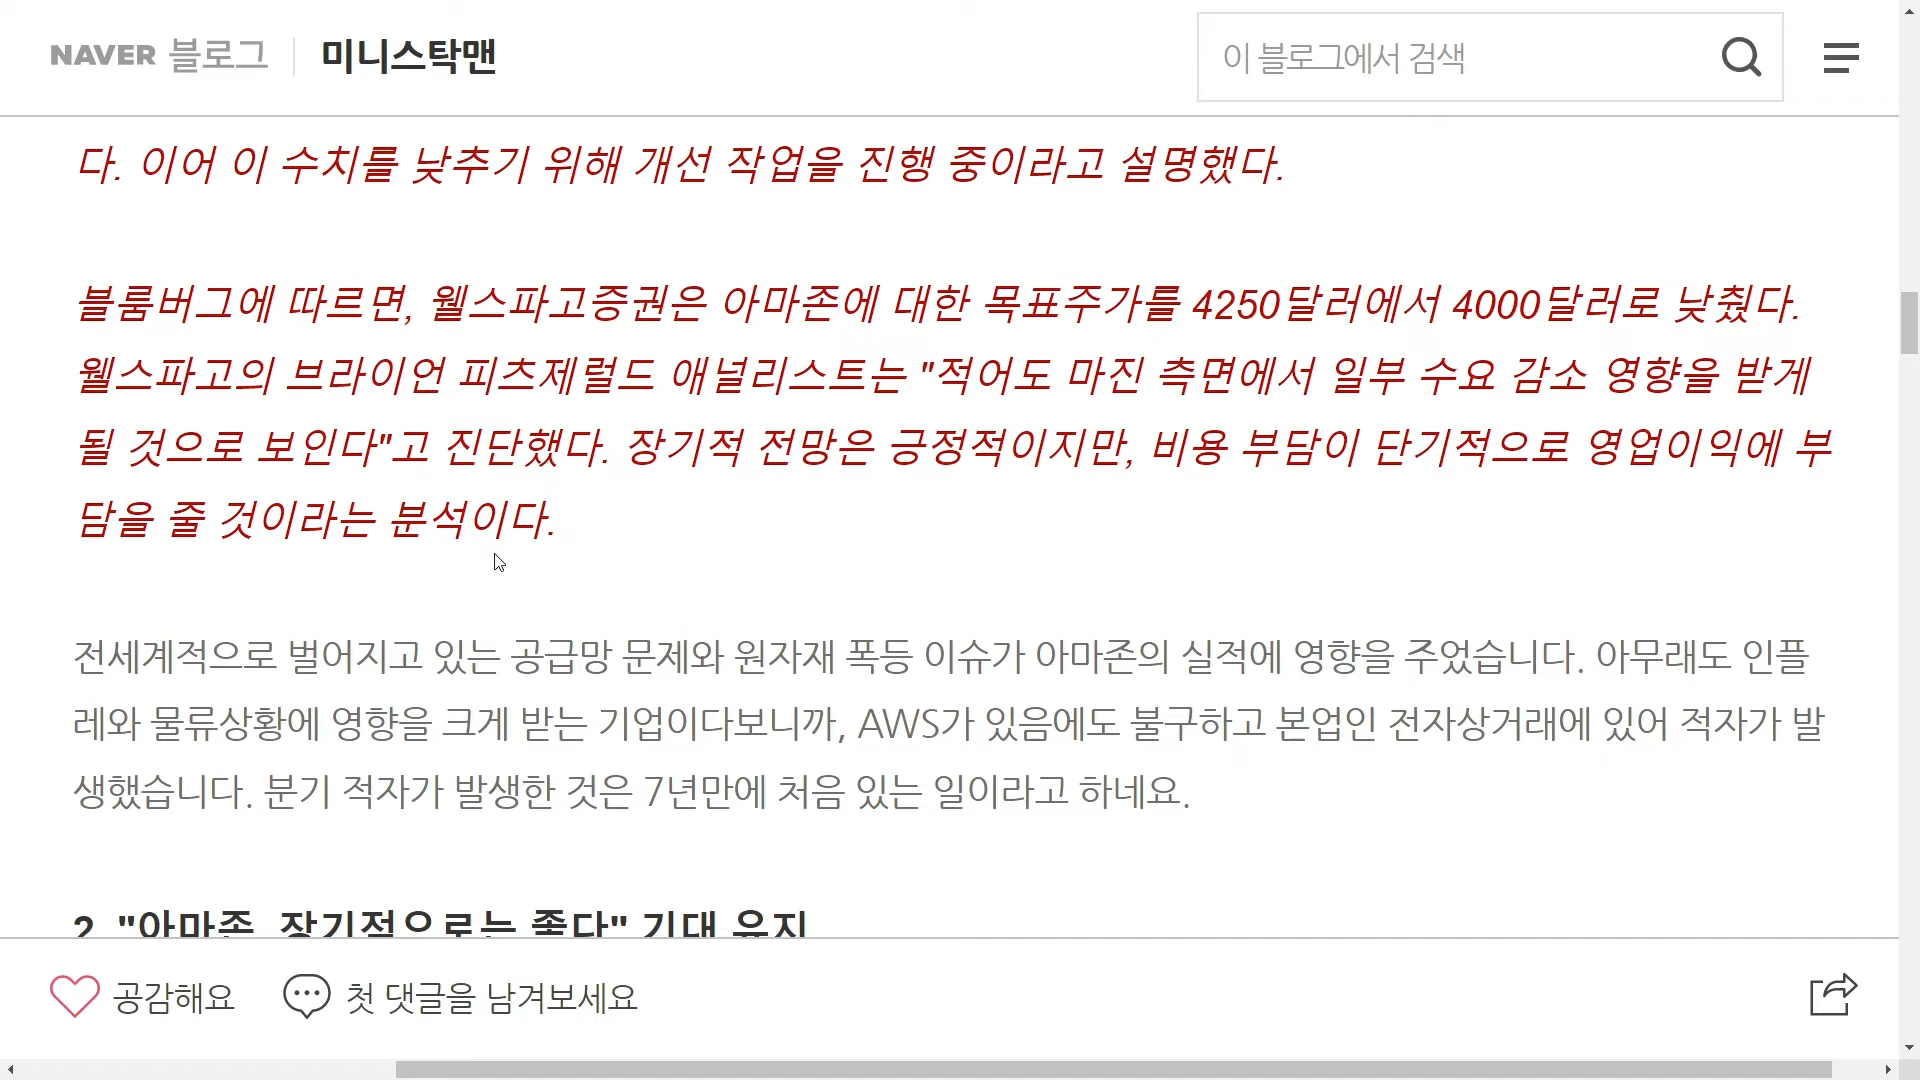 NAVER 블로그 미니스탁맨 이 블로그에서 검색
다. 이어 이 수치를 낮추기 위해 개선 작업을 진행 중이라고 설명했다.
블룸버그에 따르면, 웰스파고증권은 아마존에 대한 목표주가를 4250달러에서 4000달러로 낮췄다.
웰스파고의 브라이언 피츠제럴드 애널리스트는 "적어도 마진 측면에서 일부 수요 감소 영향을 받게
될 것으로 보인다"고 진단했다. 장기적 전망은 긍정적이지만, 비용 부담이 단기적으로 영업이익에 부
담을 줄 것이라는 분석이다.
전세계적으로 벌어지고 있는 공급망 문제와 원자재 폭등 이슈가 아마존의 실적에 영향을 주었습니다. 아무래도 인플
레와 물류상황에 영향을 크게 받는 기업이다보니까, AWS가 있음에도 불구하고 본업인 전자상거래에 있어 적자가 발
생했습니다. 분기 적자가 발생한 것은 7년만에 처음 있는 일이라고 하네요.
2. "아마존, 장기적으로는 좋다" 기대 유지
공감해요 첫 댓글을 남겨보세요